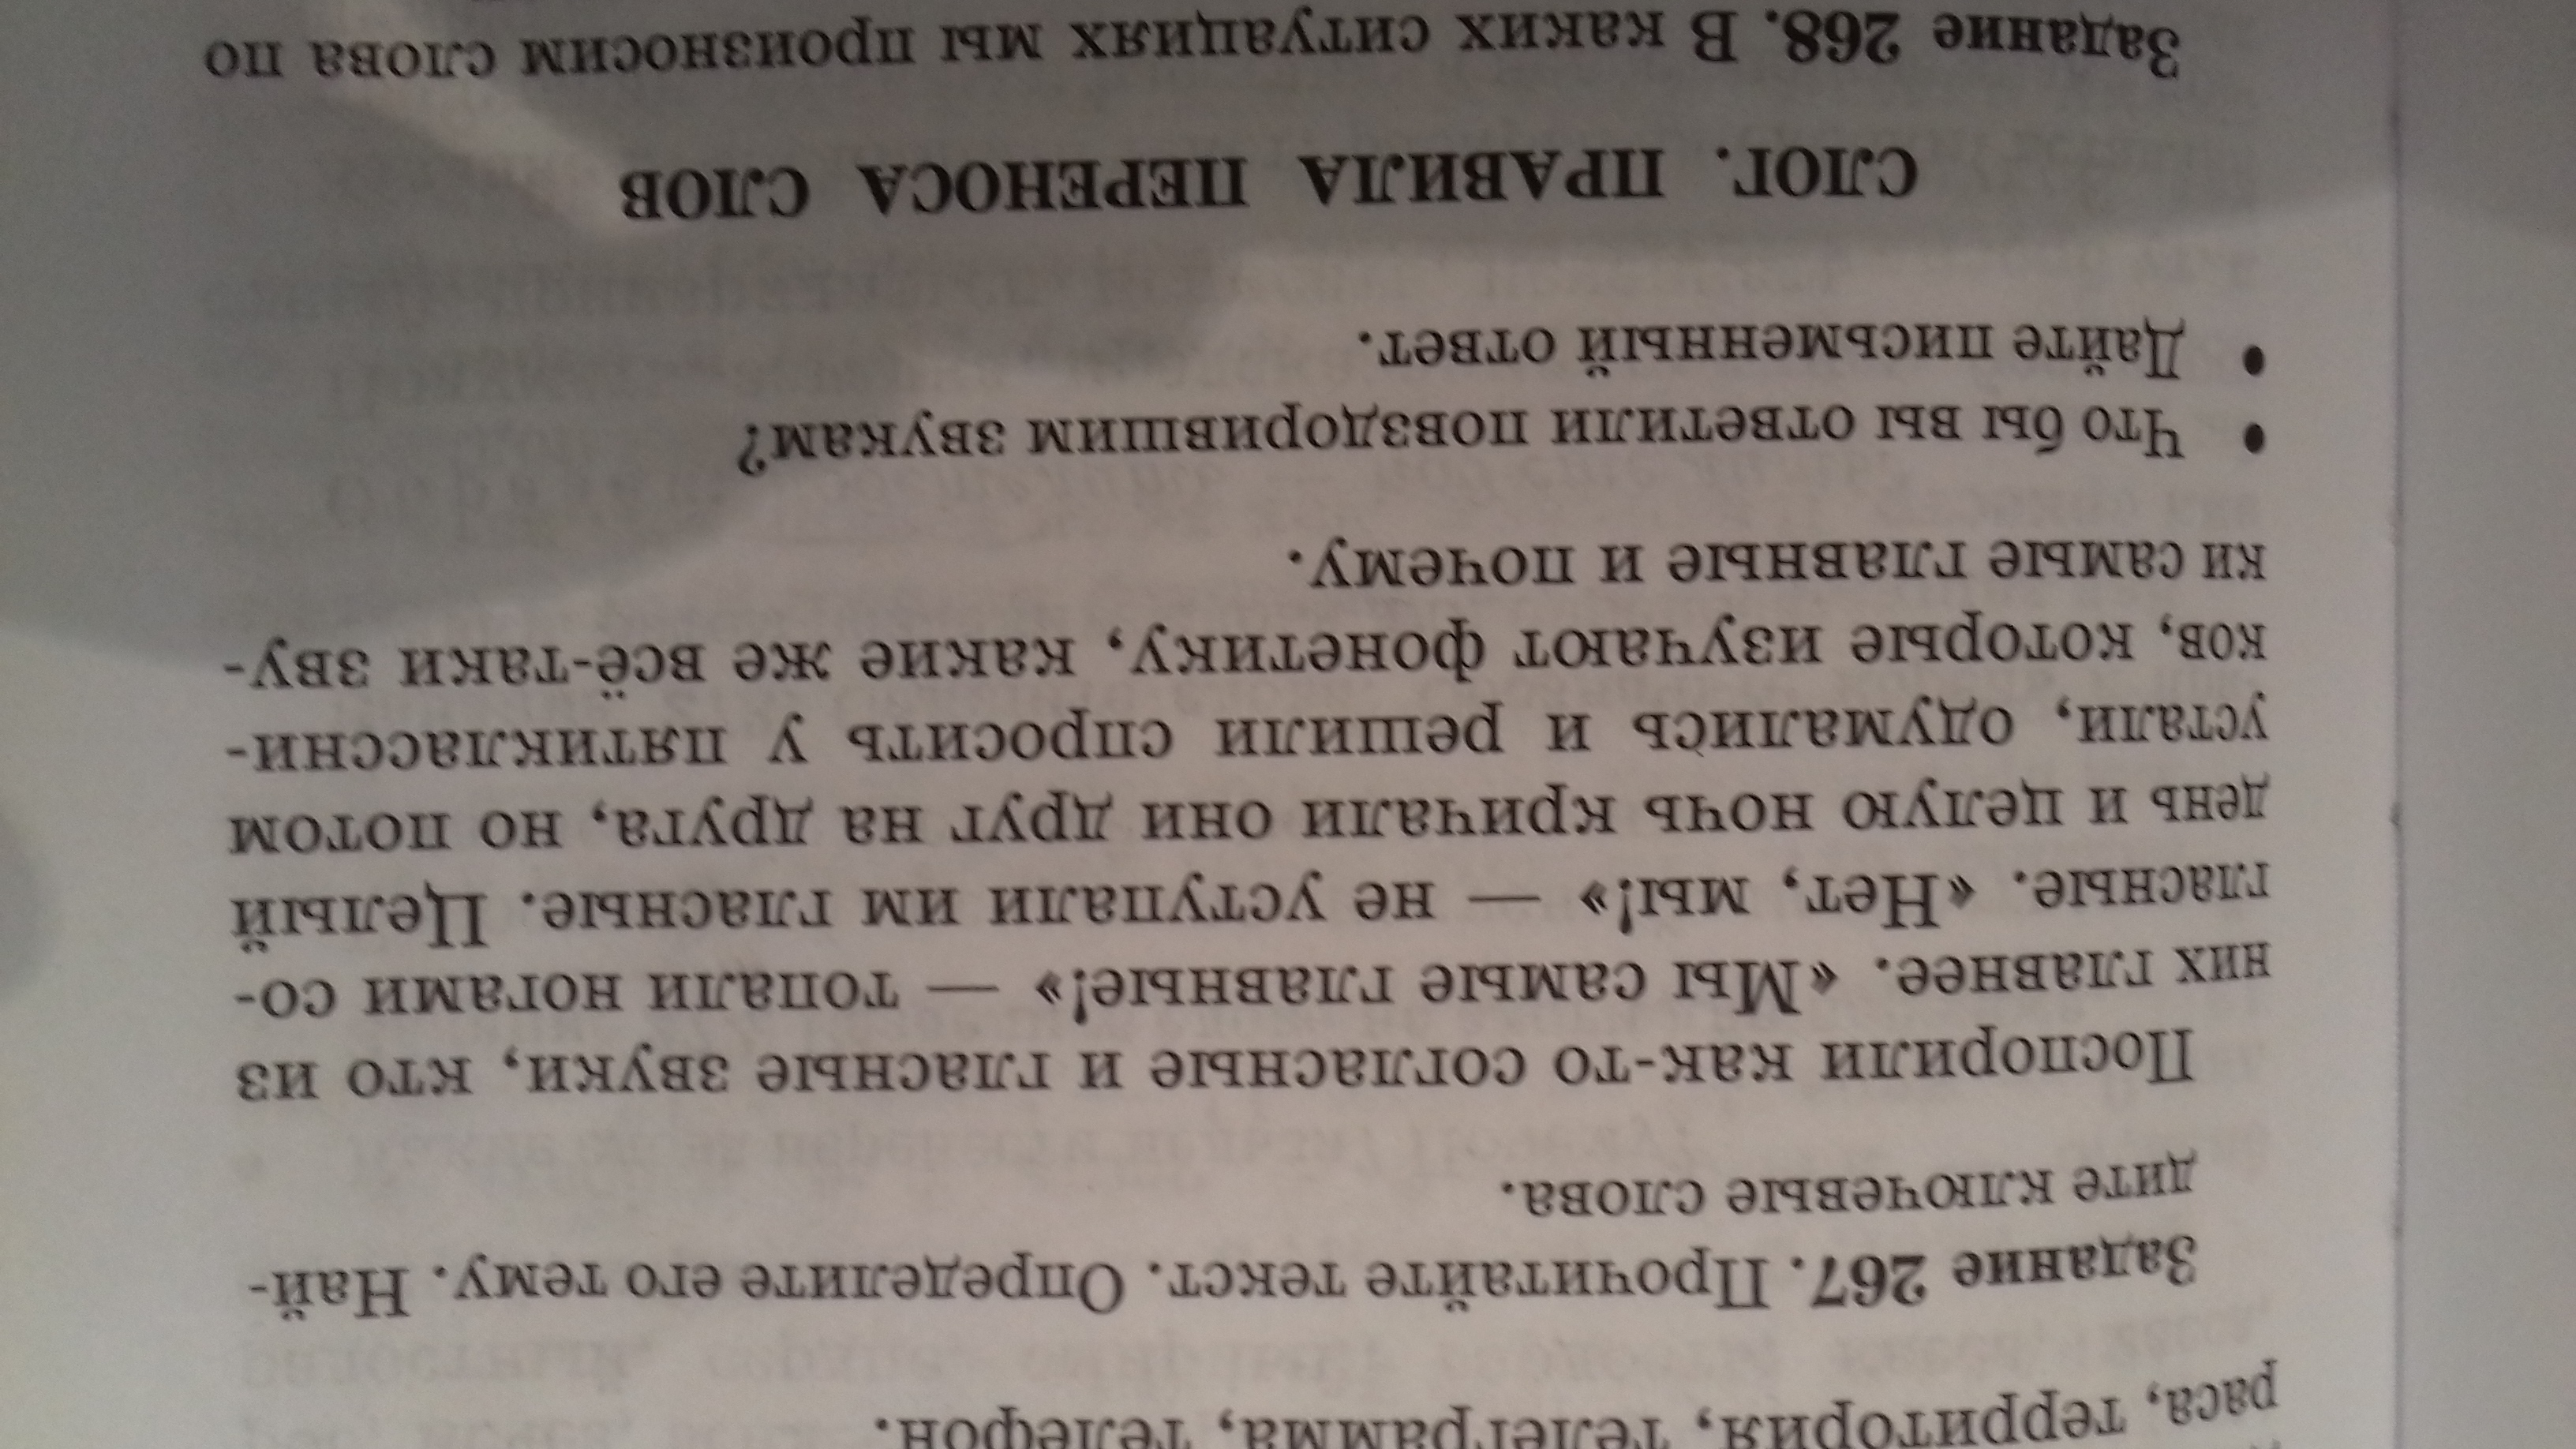 раса, территория, телеграмма, телефон.
Задание 267. Прочитайте текст. Определите его тему. Най-
дите ключевые слова.
Поспорили как-то согласные и гласные звуки, кто из
них главнее. «Мы самые главные!» — топали ногами со-
гласные. «Нет, мы!» — не уступали им гласные. Целый
день и целую ночь кричали они друг на друга, но потом
устали, одумались и решили спросить у пятиклассни-
ков, которые изучают фонетику, какие же всё-таки зву-
ки самые главные и почему.
• Что бы вы ответили повздорившим звукам?
• Дайте письменный ответ.
СЛОГ. ПРАВИЛА ПЕРЕНОСА СЛОВ
Задание 268. В каких ситуациях мы произносим слова по